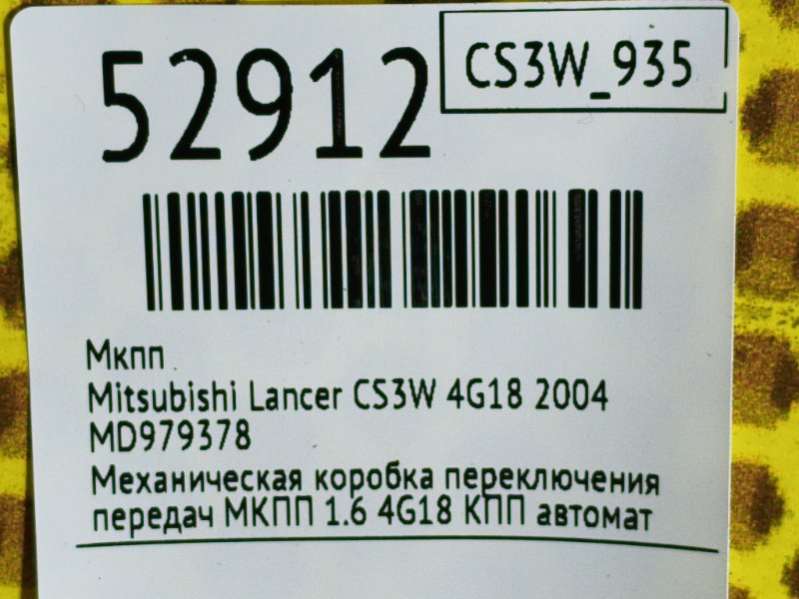 52912
CS3W_935
Мкпп
Mitsubishi Lancer CS3W 4G18 2004
MD979378
Механическая коробка переключения
передач МКПП 1.6 4G18 КПП автомат